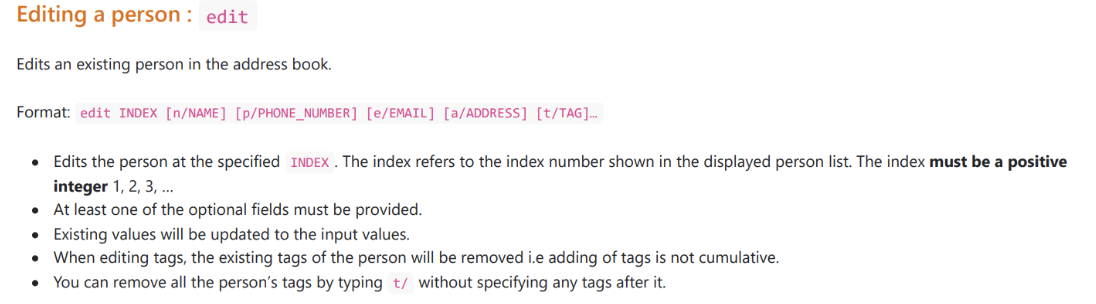 Editing a person : edit
Edits an existing person in the address book.
Format: edit INDEX [n/NAME] [p/PHONE_NUMBER] [e/EMAIL] [a/ADDRESS] [t/TAG]…
• Edits the person at the specified INDEX . The index refers to the index number shown in the displayed person list. The index must be a positive
integer 1, 2, 3, …
• At least one of the optional fields must be provided.
• Existing values will be updated to the input values.
• When editing tags, the existing tags of the person will be removed i.e adding of tags is not cumulative.
• You can remove all the person’s tags by typing t/ without specifying any tags after it.